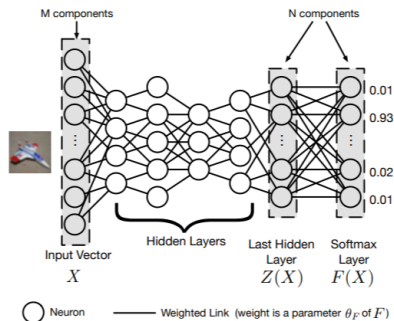 M components
N components
0.01
0.93
0.02
0.01
Hidden Layers
Input Vector
X
Last Hidden
Layer
Z(X)
Softmax
Layer
F(X)
Neuron
Weighted Link (weight is a parameter θ_F of F)